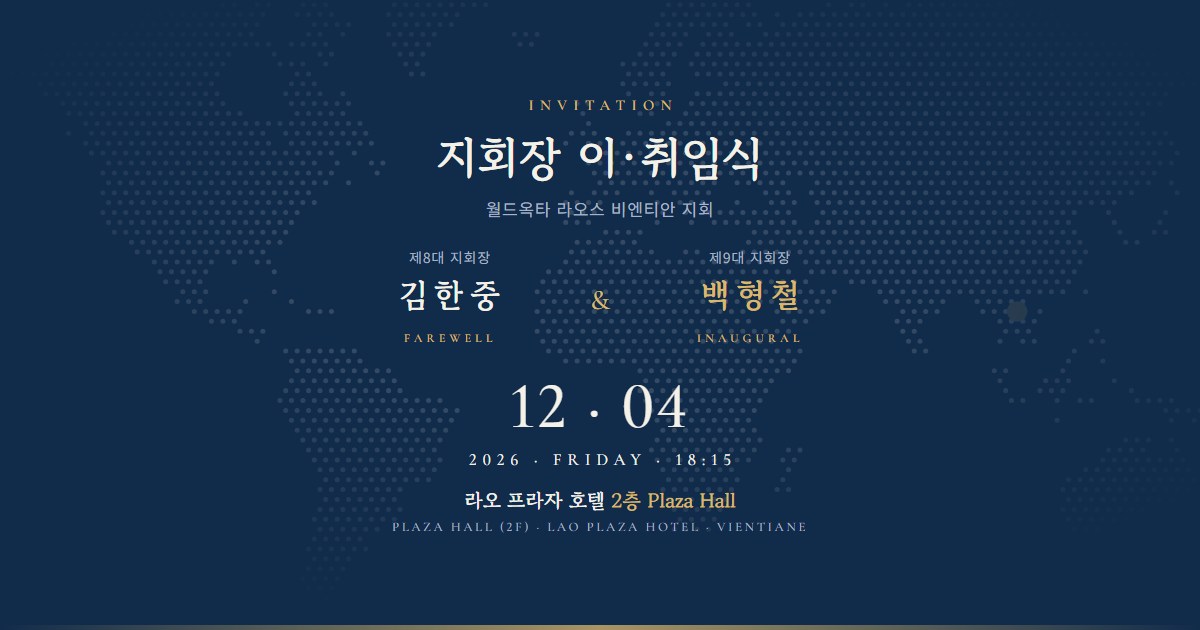 INVITATION
지회장 이·취임식
월드옥타 라오스 비엔티안 지회
제8대 지회장
김한중
FAREWELL
&
제9대 지회장
백형철
INAUGURAL
12 · 04
2026 · FRIDAY · 18:15
라오 프라자 호텔 2층 Plaza Hall
PLAZA HALL (2F) · LAO PLAZA HOTEL · VIENTIANE